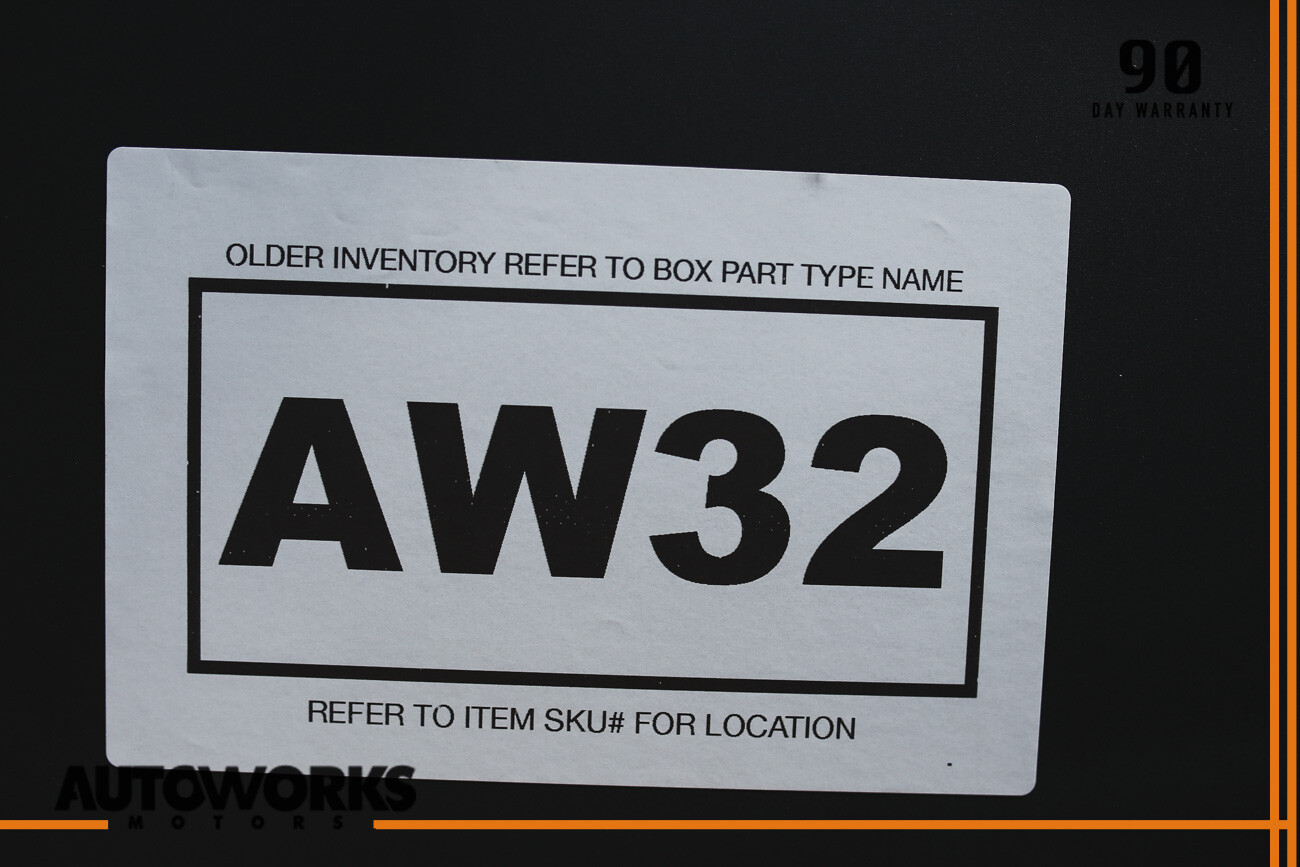 90
DAY WARRANTY
OLDER INVENTORY REFER TO BOX PART TYPE NAME
AW32
REFER TO ITEM SKU# FOR LOCATION
AUTOWORKS
MOTORS